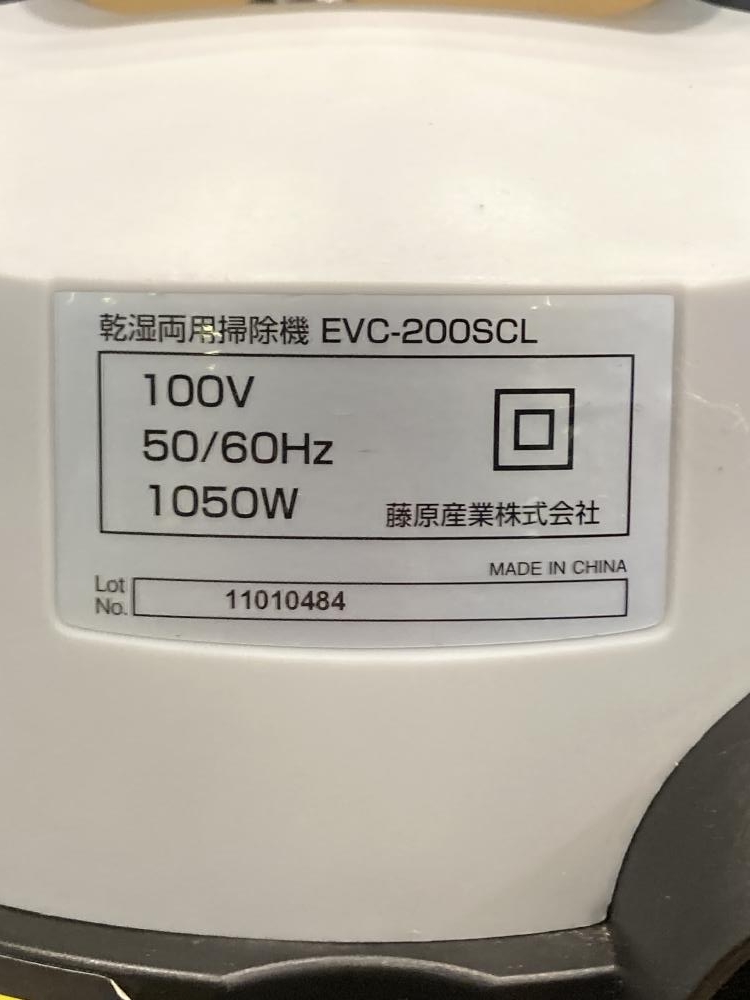 乾湿両用掃除機 EVC-200SCL
100V
50/60Hz
1050W
藤原産業株式会社
MADE IN CHINA
Lot No. 11010484